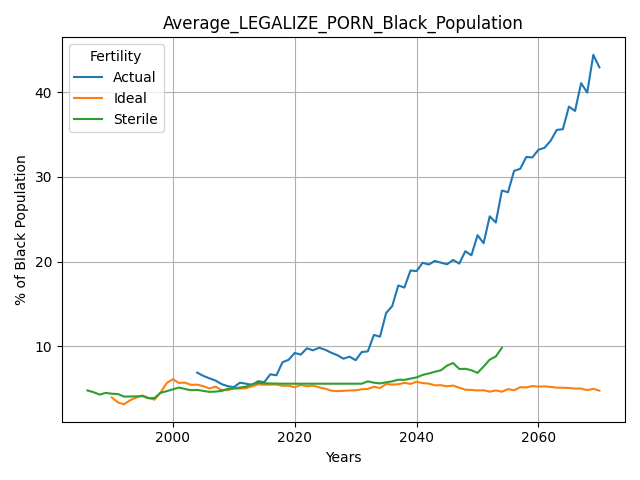 Average_LEGALIZE_PORN_Black_Population
Fertility
Actual
Ideal
Sterile
% of Black Population
40
30
20
10
2000
2020
2040
2060
Years